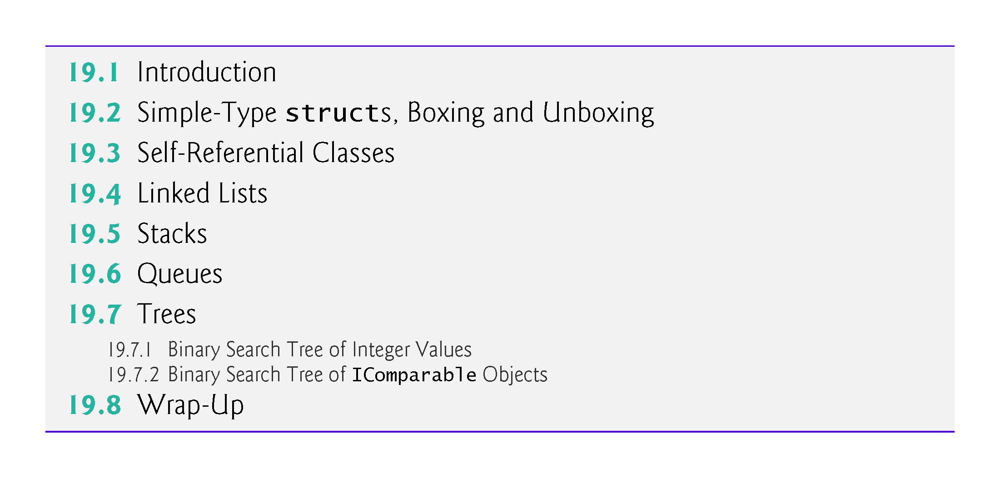 19.1 Introduction
19.2 Simple-Type structs, Boxing and Unboxing
19.3 Self-Referential Classes
19.4 Linked Lists
19.5 Stacks
19.6 Queues
19.7 Trees
19.7.1 Binary Search Tree of Integer Values
19.7.2 Binary Search Tree of IComparable Objects
19.8 Wrap-Up